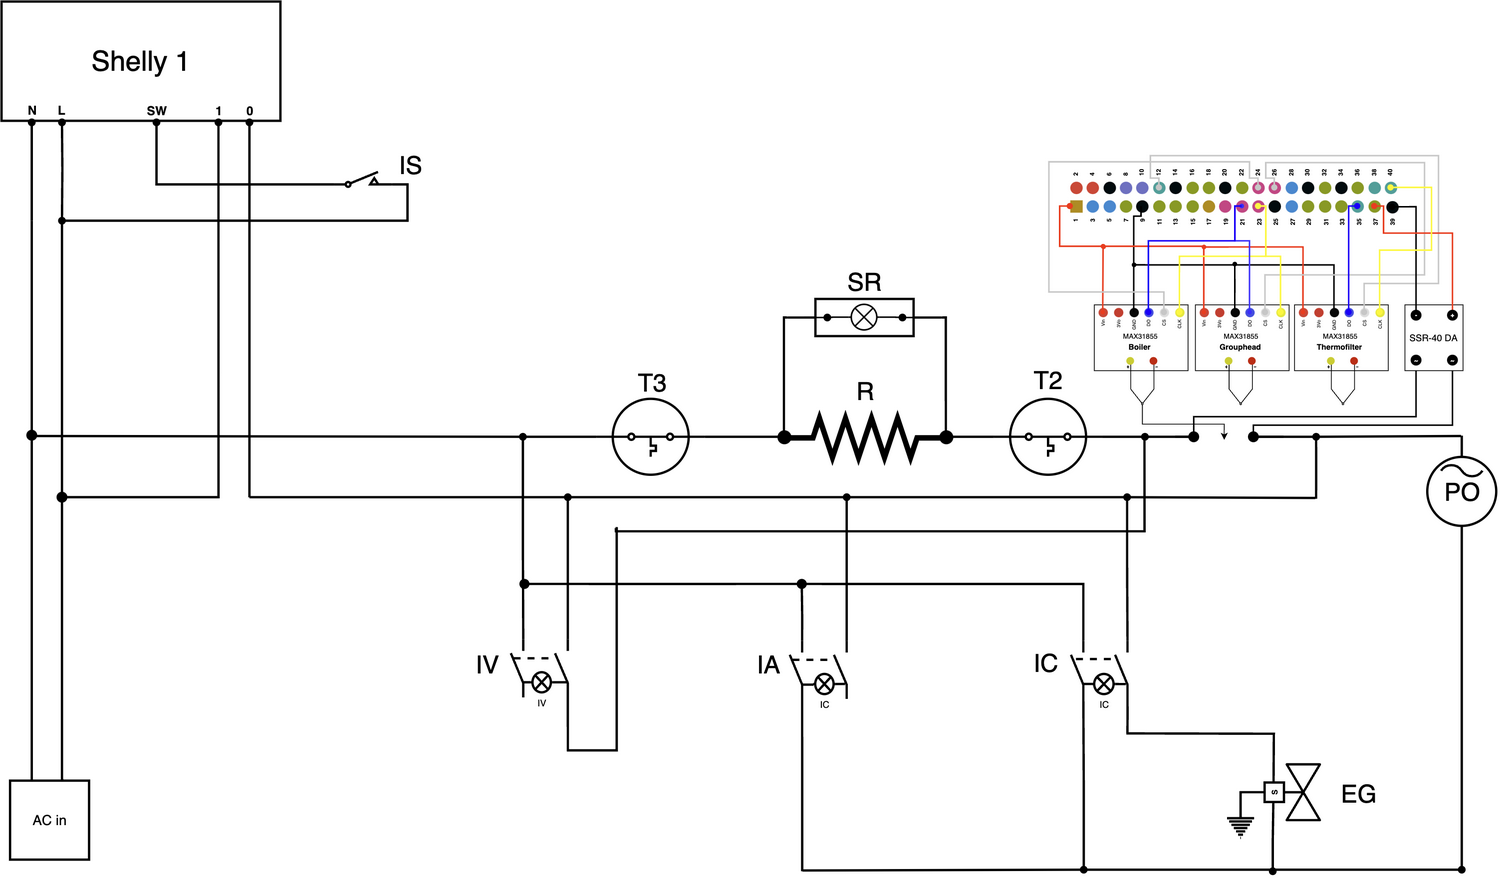 Shelly 1
N L SW 1 0
IS
2 4 6 8 10 12 14 16 18 20 22 24 26 28 30 32 34 36 38 40
1 3 5 7 9 11 13 15 17 19 21 23 25 27 29 31 33 35 37 39
SR
T3
R
T2
Vin 3Vo GND DO CS CLK
MAX31855
Boiler
+ -
Vin 3Vo GND DO CS CLK
MAX31855
Grouphead
+ -
Vin 3Vo GND DO CS CLK
MAX31855
Thermofilter
+ -
- +
SSR-40 DA
~ ~
PO
IV
IV
IA
IC
IC
IC
S
EG
AC in